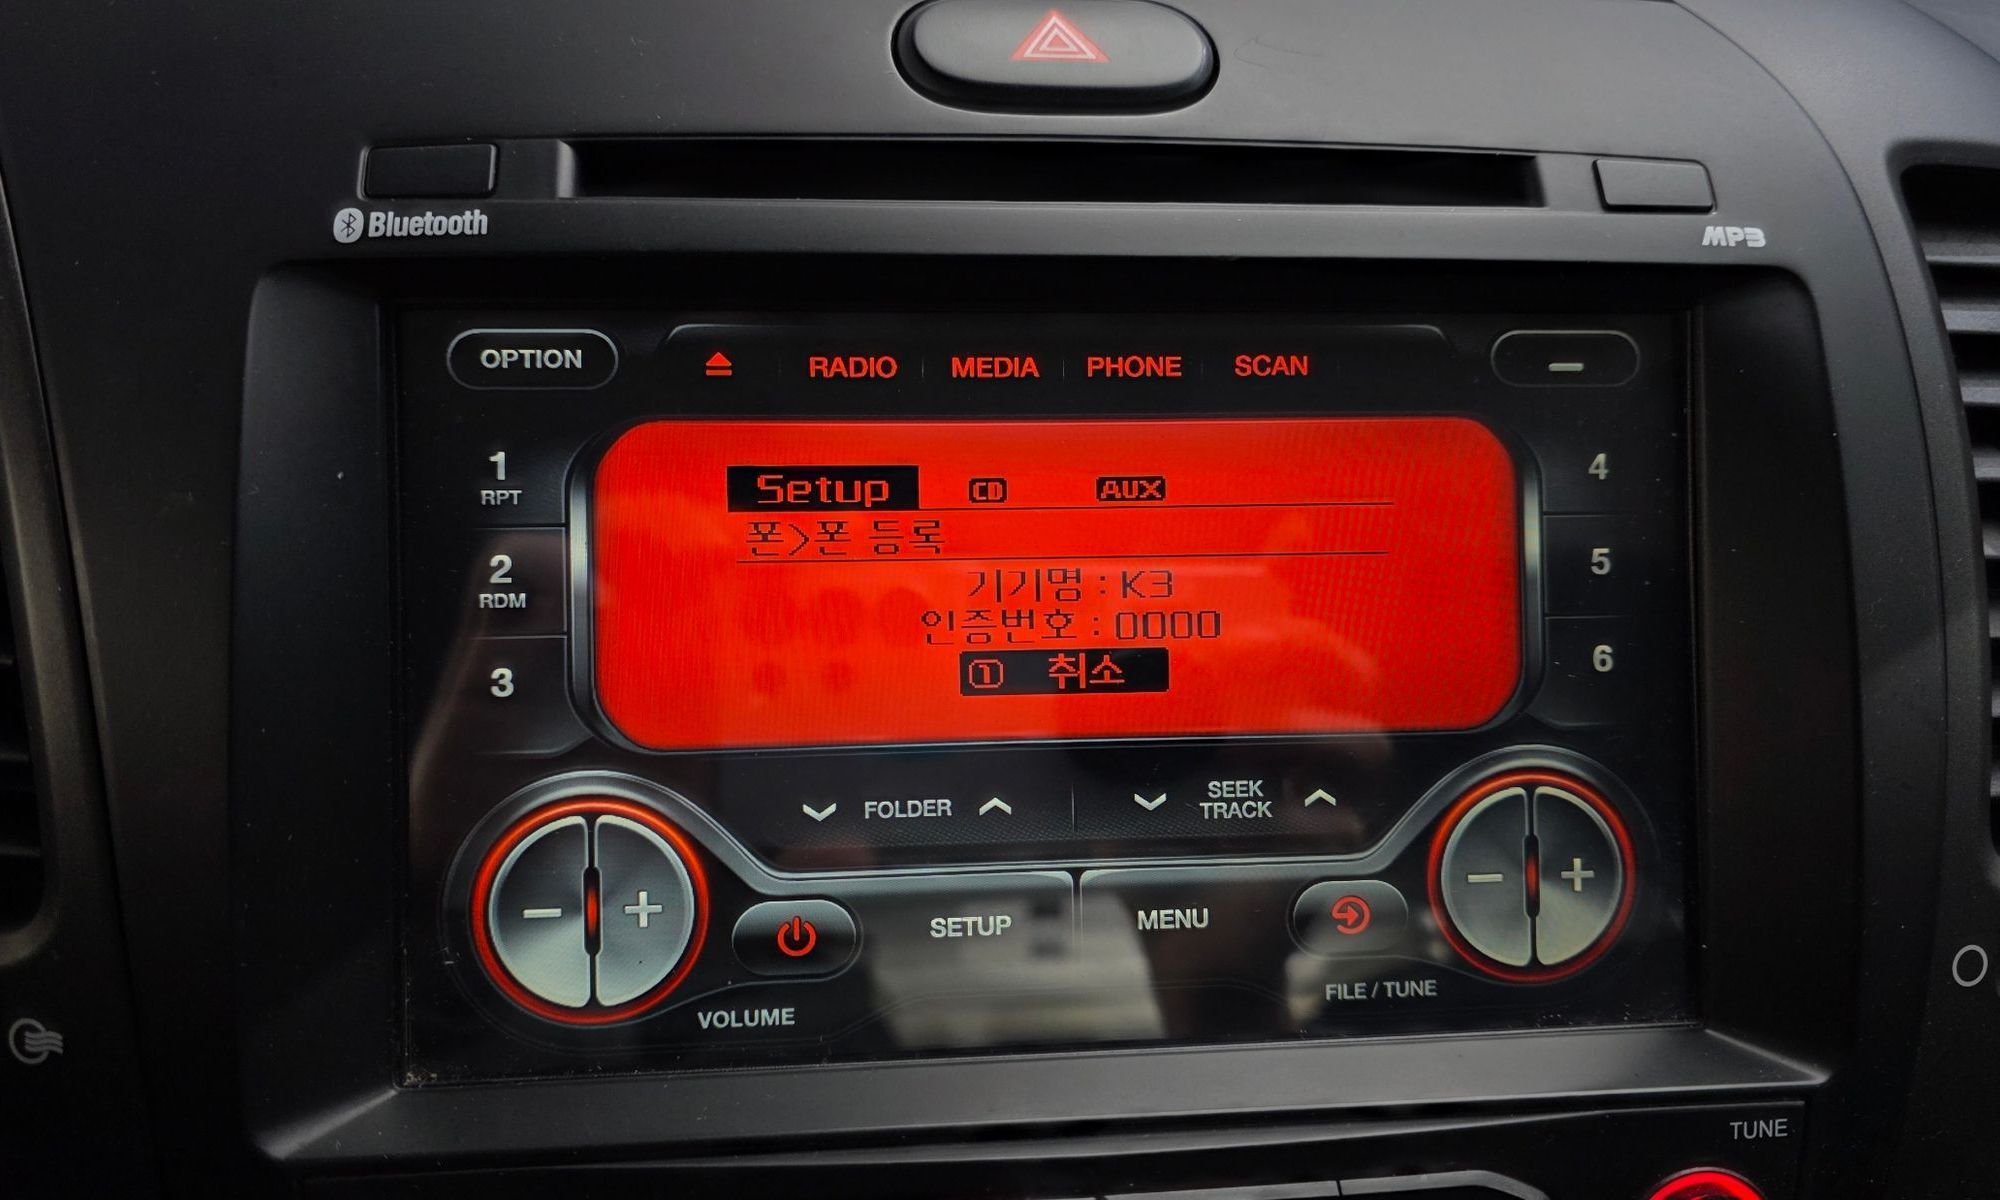 Bluetooth
MP3
OPTION
RADIO MEDIA PHONE SCAN
1
RPT
2
RDM
3
4
5
6
Setup CD AUX
폰>폰 등록
기기명 : K3
인증번호 : 0000
① 취소
FOLDER
SEEK
TRACK
SETUP
MENU
VOLUME
FILE / TUNE
TUNE